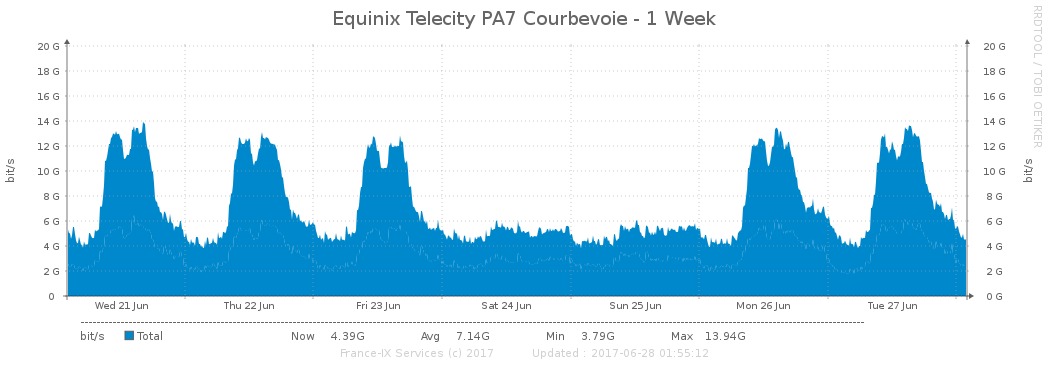 Equinix Telecity PA7 Courbevoie - 1 Week
RRDTOOL / TOBI OETIKER
bit/s
20 G 20 G
18 G 18 G
16 G 16 G
14 G 14 G
12 G 12 G
10 G 10 G
8 G 8 G
6 G 6 G
4 G 4 G
2 G 2 G
0 0 G
bit/s
Wed 21 Jun Thu 22 Jun Fri 23 Jun Sat 24 Jun Sun 25 Jun Mon 26 Jun Tue 27 Jun
bit/s Total Now 4.39G Avg 7.14G Min 3.79G Max 13.94G
France-IX Services (c) 2017 Updated : 2017-06-28 01:55:12